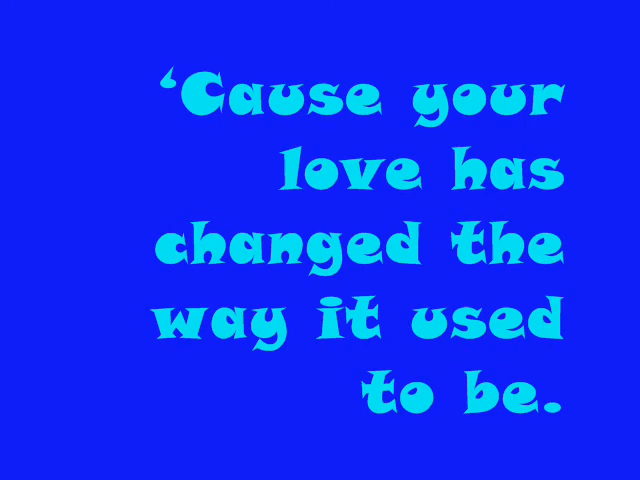 ‘Cause your
love has
changed the
way it used
to be.